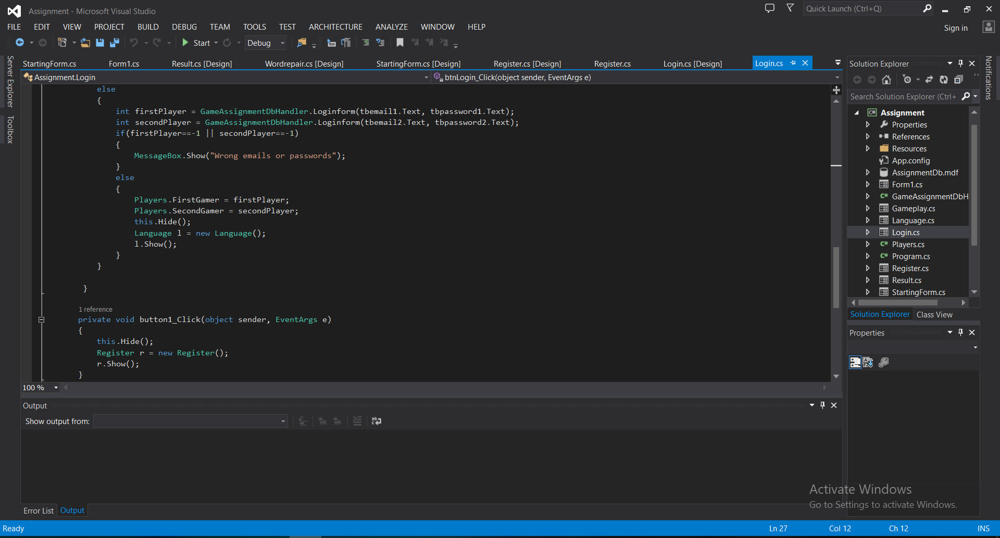 Assignment - Microsoft Visual Studio
Quick Launch (Ctrl+Q)
FILE EDIT VIEW PROJECT BUILD DEBUG TEAM TOOLS TEST ARCHITECTURE ANALYZE WINDOW HELP
Sign in
Start Debug
Server Explorer
Toolbox
StartingForm.cs Form1.cs Result.cs [Design] Wordrepair.cs [Design] StartingForm.cs [Design] Register.cs [Design] Register.cs Login.cs [Design] Login.cs
Assignment.Login btnLogin_Click(object sender, EventArgs e)
else
{
int firstPlayer = GameAssignmentDbHandler.Loginform(tbemail1.Text, tbpassword1.Text);
int secondPlayer = GameAssignmentDbHandler.Loginform(tbemail2.Text, tbpassword2.Text);
if(firstPlayer==-1 || secondPlayer==-1)
{
MessageBox.Show("Wrong emails or passwords");
}
else
{
Players.FirstGamer = firstPlayer;
Players.SecondGamer = secondPlayer;
this.Hide();
Language l = new Language();
l.Show();
}
}
}
1 reference
private void button1_Click(object sender, EventArgs e)
{
this.Hide();
Register r = new Register();
r.Show();
}
100 %
Output
Show output from:
Error List Output
Solution Explorer
Search Solution Explorer (Ctrl+
C# Assignment
Properties
References
Resources
App.config
AssignmentDb.mdf
Form1.cs
C# GameAssignmentDbH
Gameplay.cs
Language.cs
Login.cs
C# Players.cs
C# Program.cs
Register.cs
Result.cs
StartingForm.cs
Solution Explorer Class View
Properties
Notifications
Activate Windows
Go to Settings to activate Windows.
Ready Ln 27 Col 12 Ch 12 INS